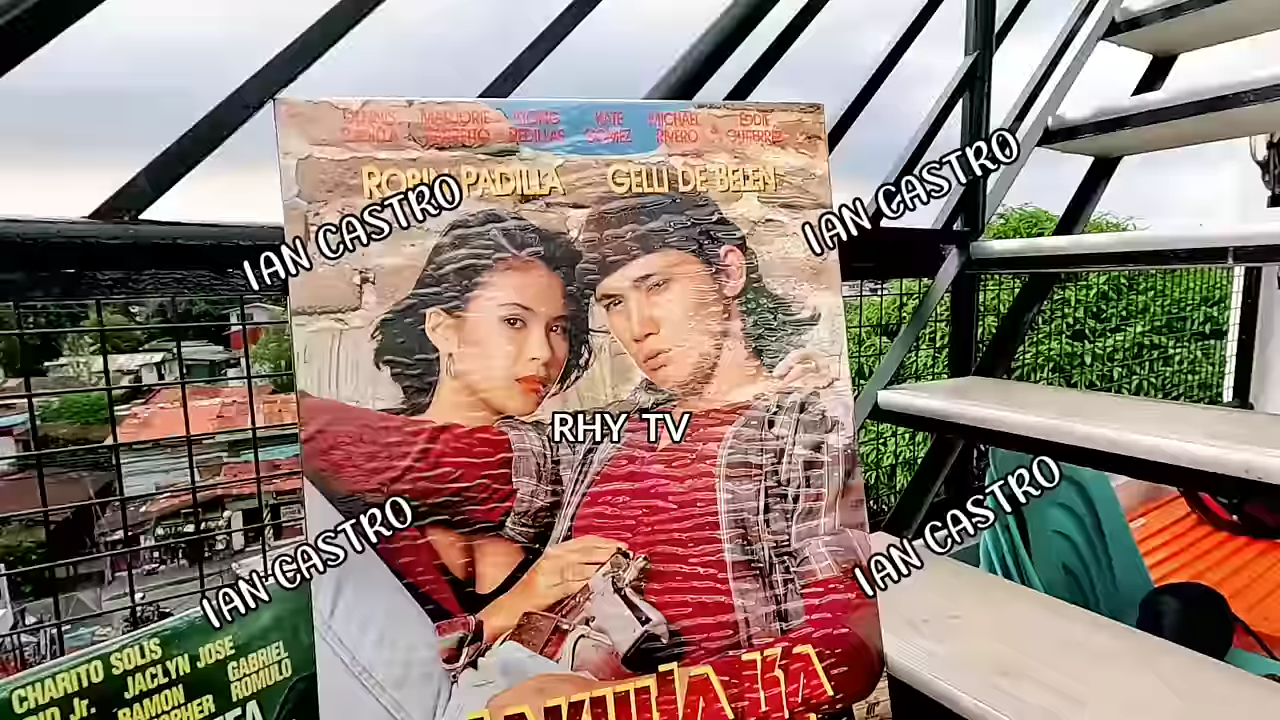 DENNIS PADILLA
MARJORIE BARRETTO
KATE GOMEZ
MICHAEL RIVERO
EDDIE GUTIERREZ
ROBIN PADILLA
GELLI DE BELEN
IAN CASTRO
IAN CASTRO
RHY TV
IAN CASTRO
IAN CASTRO
CHARITO SOLIS
JACLYN JOSE
Jr.
RAMON
GABRIEL ROMULO